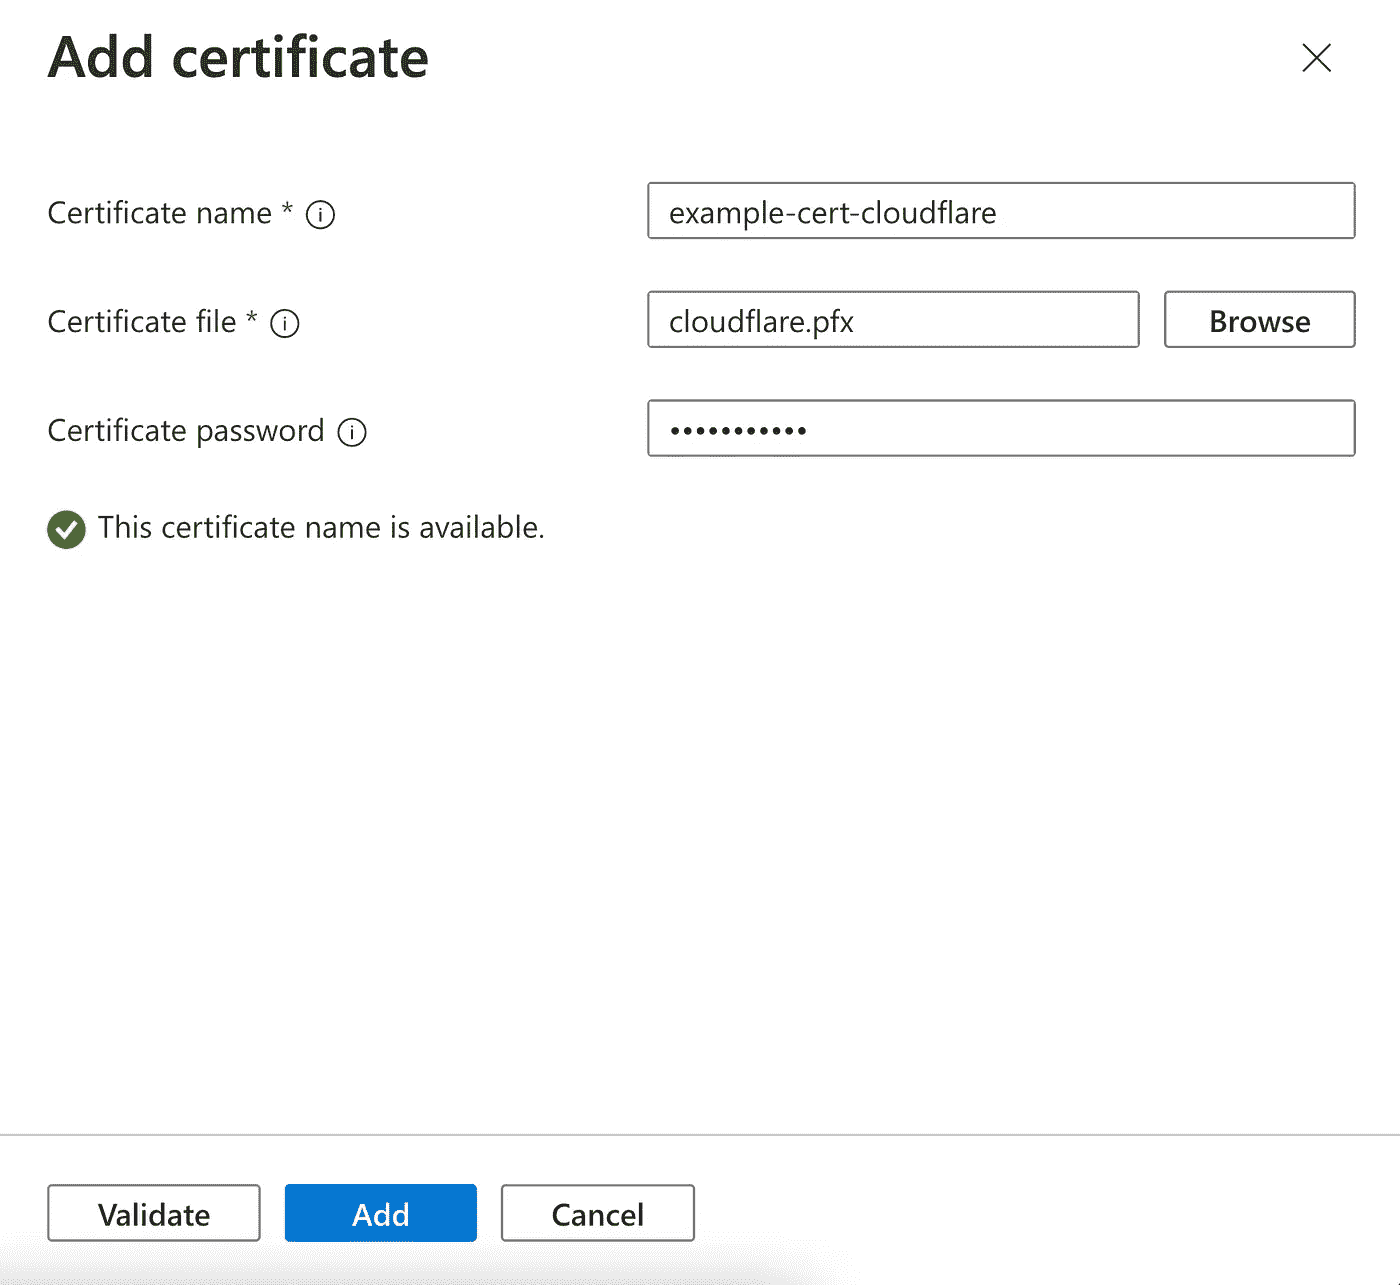 Add certificate
Certificate name *
example-cert-cloudflare
Certificate file *
cloudflare.pfx
Browse
Certificate password
•••••••••••
This certificate name is available.
Validate
Add
Cancel